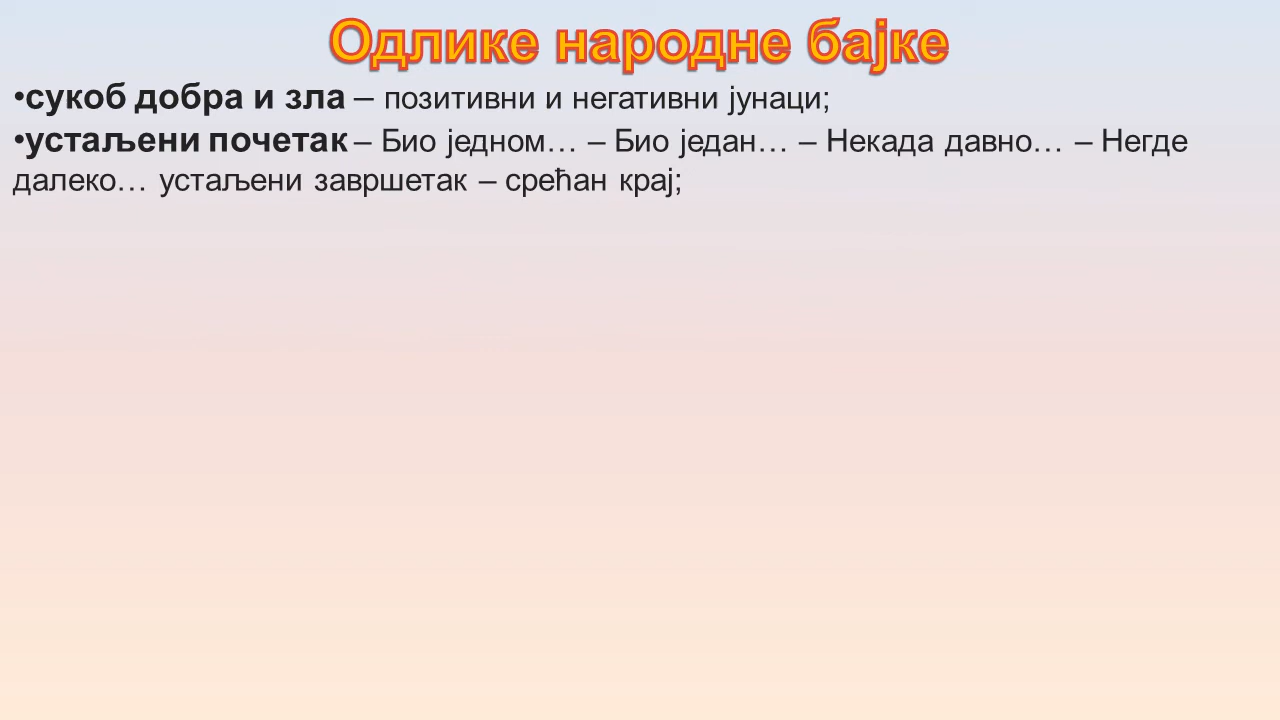 Одлике народне бајке
•сукоб добра и зла – позитивни и негативни јунаци;
•устаљени почетак – Био једном… – Био један… – Некада давно… – Негде
далеко… устаљени завршетак – срећан крај;